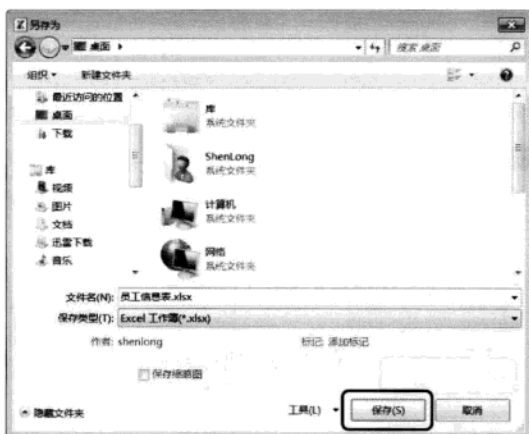 另存为
桌面
搜索 桌面
组织 新建文件夹
最近访问的位置
桌面
下载
库
视频
图片
文档
迅雷下载
音乐
库
系统文件夹
ShenLong
系统文件夹
计算机
系统文件夹
网络
系统文件夹
文件名(N): 员工信息表.xlsx
保存类型(T): Excel 工作簿(*.xlsx)
作者: shenlong 标记: 添加标记
保存缩略图
隐藏文件夹 工具(L) 保存(S) 取消